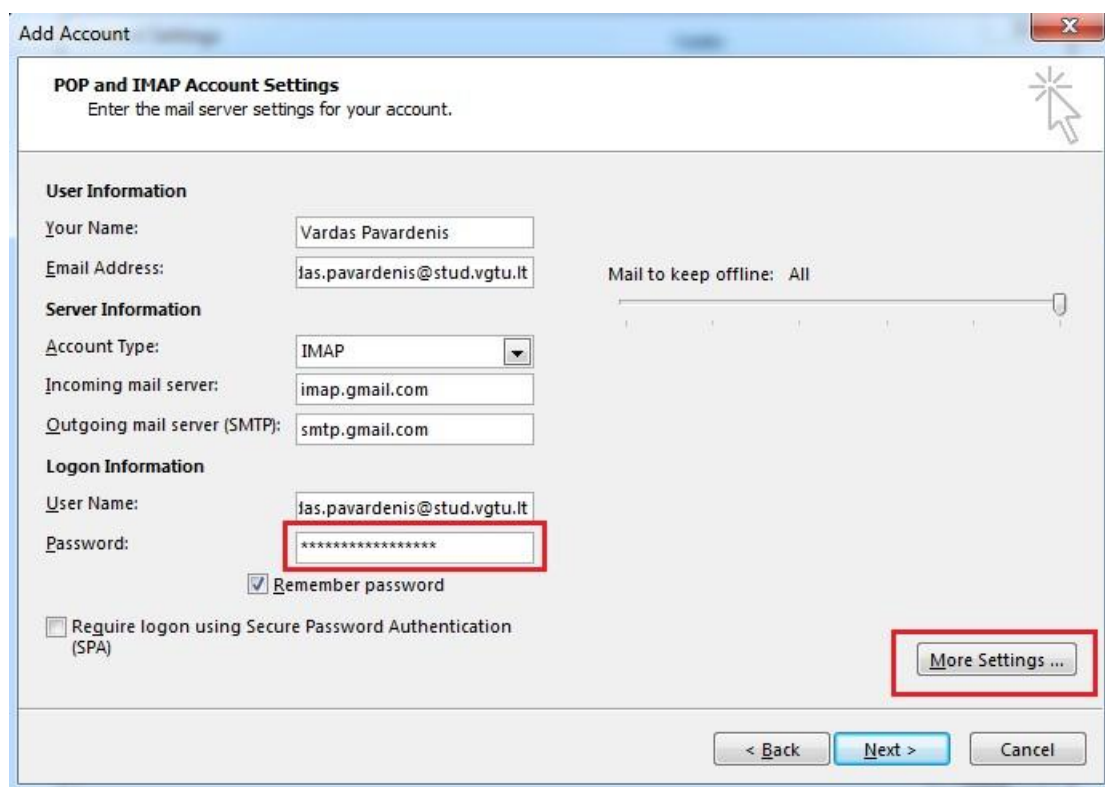 Add Account
POP and IMAP Account Settings
Enter the mail server settings for your account.
User Information
Your Name:
Vardas Pavardenis
Email Address:
das.pavardenis@stud.vgtu.lt
Mail to keep offline: All
Server Information
Account Type:
IMAP
Incoming mail server:
imap.gmail.com
Outgoing mail server (SMTP):
smtp.gmail.com
Logon Information
User Name:
das.pavardenis@stud.vgtu.lt
Password:
*****************
Remember password
Require logon using Secure Password Authentication
(SPA)
More Settings ...
< Back
Next >
Cancel